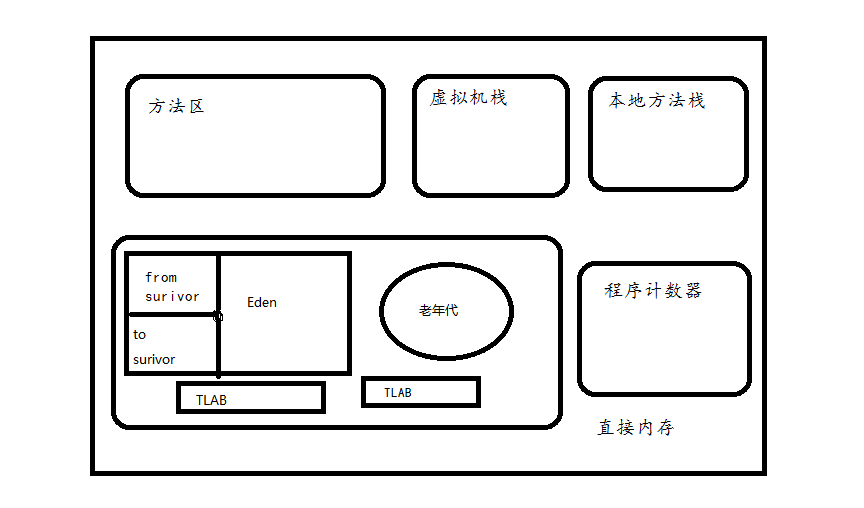 方法区
虚拟机栈
本地方法栈
from
surivor
Eden
to
surivor
老年代
TLAB
TLAB
程序计数器
直接内存